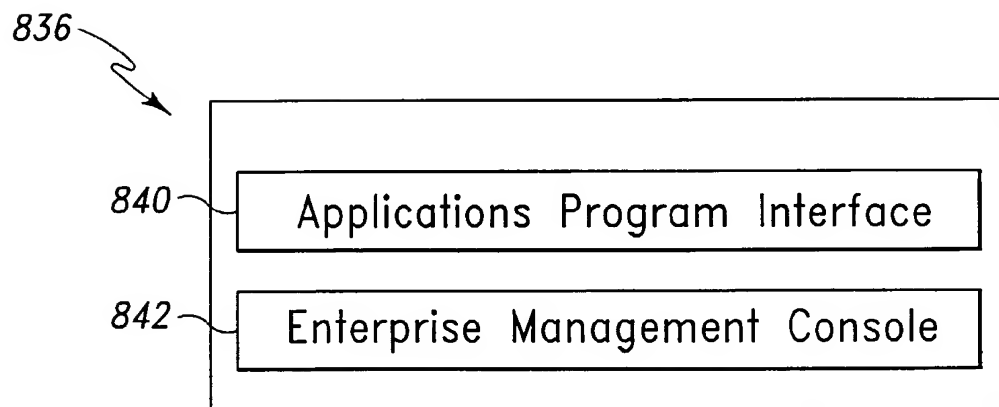 836
840 Applications Program Interface
842 Enterprise Management Console